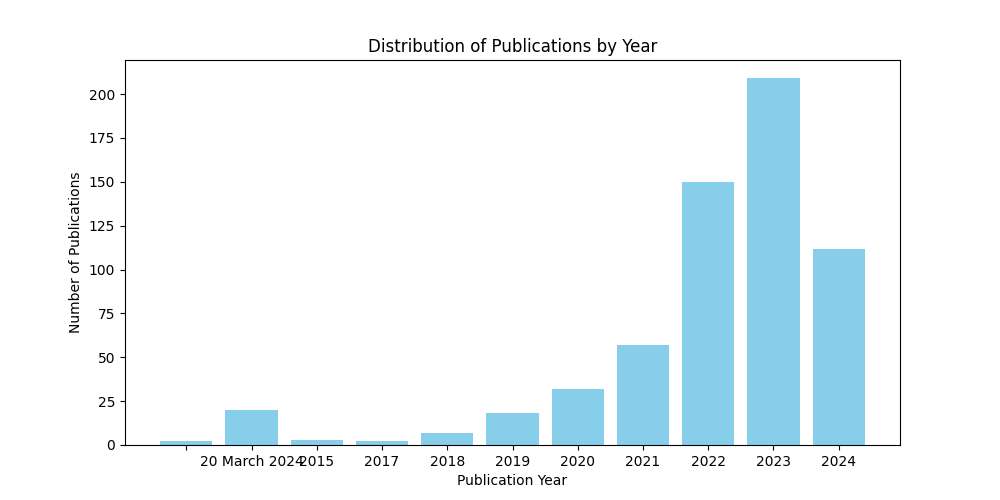 Distribution of Publications by Year
200
175
150
125
100
75
50
25
0
Number of Publications
20 March 2024 2015 2017 2018 2019 2020 2021 2022 2023 2024
Publication Year